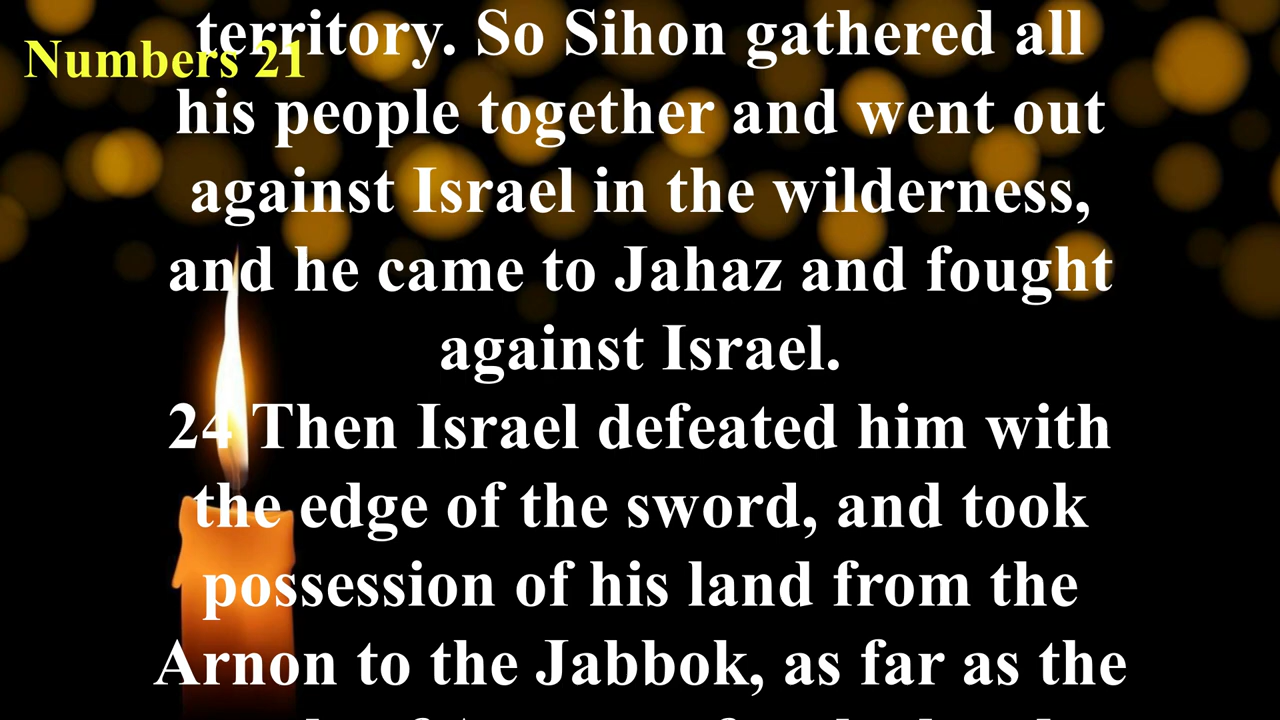 Numbers 21
territory. So Sihon gathered all
his people together and went out
against Israel in the wilderness,
and he came to Jahaz and fought
against Israel.
24 Then Israel defeated him with
the edge of the sword, and took
possession of his land from the
Arnon to the Jabbok, as far as the